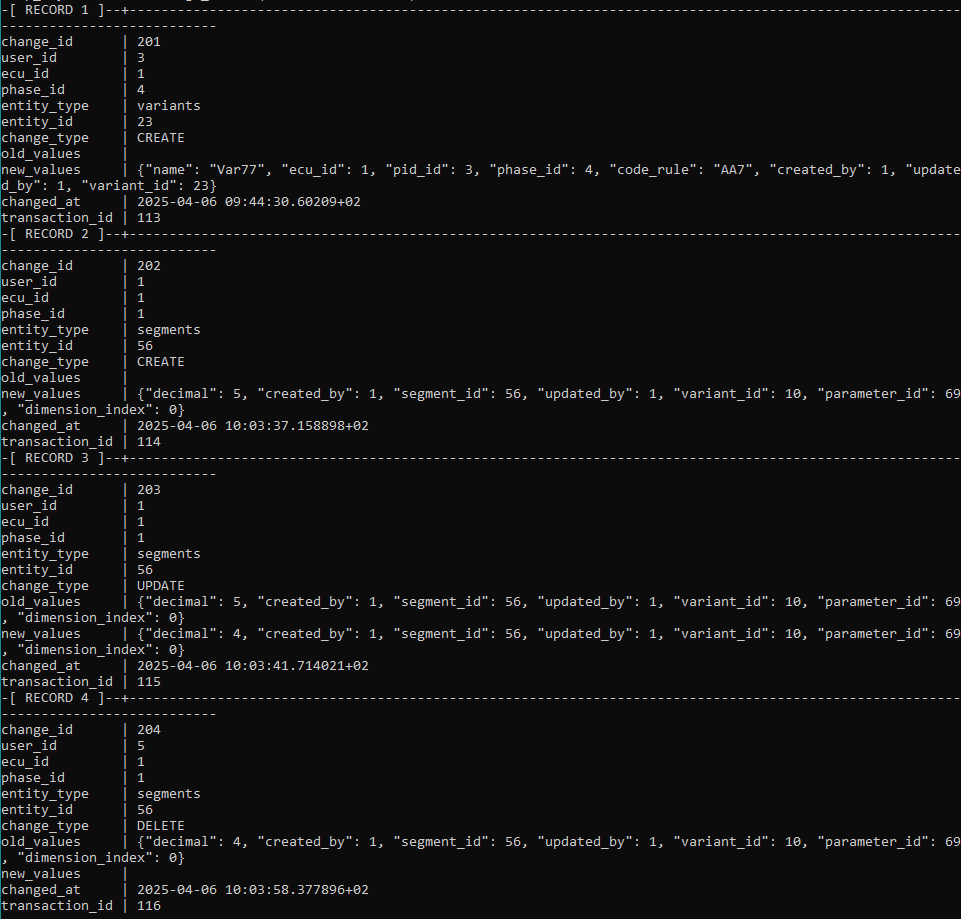 -[ RECORD 1 ]--+--------------------------------------------------------------------------------------------------------
---------------------------
change_id      | 201
user_id        | 3
ecu_id         | 1
phase_id       | 4
entity_type    | variants
entity_id      | 23
change_type    | CREATE
old_values     |
new_values     | {"name": "Var77", "ecu_id": 1, "pid_id": 3, "phase_id": 4, "code_rule": "AA7", "created_by": 1, "update
d_by": 1, "variant_id": 23}
changed_at     | 2025-04-06 09:44:30.60209+02
transaction_id | 113
-[ RECORD 2 ]--+--------------------------------------------------------------------------------------------------------
---------------------------
change_id      | 202
user_id        | 1
ecu_id         | 1
phase_id       | 1
entity_type    | segments
entity_id      | 56
change_type    | CREATE
old_values     |
new_values     | {"decimal": 5, "created_by": 1, "segment_id": 56, "updated_by": 1, "variant_id": 10, "parameter_id": 69
, "dimension_index": 0}
changed_at     | 2025-04-06 10:03:37.158898+02
transaction_id | 114
-[ RECORD 3 ]--+--------------------------------------------------------------------------------------------------------
---------------------------
change_id      | 203
user_id        | 1
ecu_id         | 1
phase_id       | 1
entity_type    | segments
entity_id      | 56
change_type    | UPDATE
old_values     | {"decimal": 5, "created_by": 1, "segment_id": 56, "updated_by": 1, "variant_id": 10, "parameter_id": 69
, "dimension_index": 0}
new_values     | {"decimal": 4, "created_by": 1, "segment_id": 56, "updated_by": 1, "variant_id": 10, "parameter_id": 69
, "dimension_index": 0}
changed_at     | 2025-04-06 10:03:41.714021+02
transaction_id | 115
-[ RECORD 4 ]--+--------------------------------------------------------------------------------------------------------
---------------------------
change_id      | 204
user_id        | 5
ecu_id         | 1
phase_id       | 1
entity_type    | segments
entity_id      | 56
change_type    | DELETE
old_values     | {"decimal": 4, "created_by": 1, "segment_id": 56, "updated_by": 1, "variant_id": 10, "parameter_id": 69
, "dimension_index": 0}
new_values     |
changed_at     | 2025-04-06 10:03:58.377896+02
transaction_id | 116